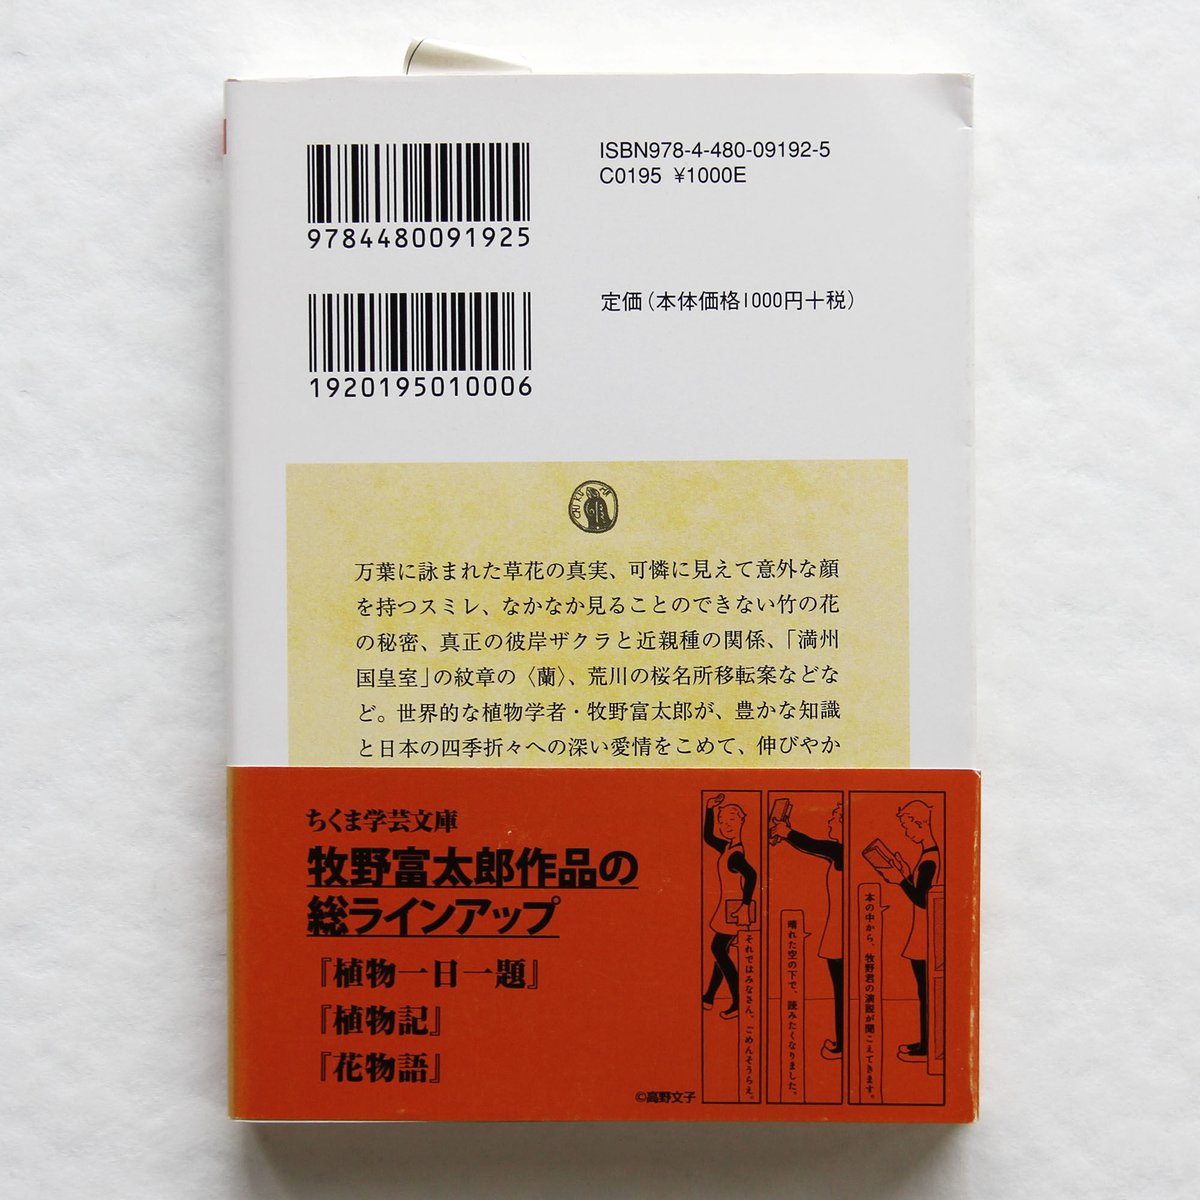 9784480091925
ISBN978-4-480-09192-5
C0195 ¥1000E
1920195010006
定価(本体価格1000円+税)
万葉に詠まれた草花の真実、可憐に見えて意外な顔
を持つスミレ、なかなか見ることのできない竹の花
の秘密、真正の彼岸ザクラと近親種の関係、「満州
国皇室」の紋章の〈蘭〉、荒川の桜名所移転案などな
ど。世界的な植物学者・牧野富太郎が、豊かな知識
と日本の四季折々への深い愛情をこめて、伸びやか
ちくま学芸文庫
牧野富太郎作品の
総ラインアップ
『植物一日一題』
『植物記』
『花物語』
本の中から、牧野君の演説が聞こえてきます。
晴れた空の下で、読みたくなりました。
それではみなさん、ごめんそうらえ。
©高野文子